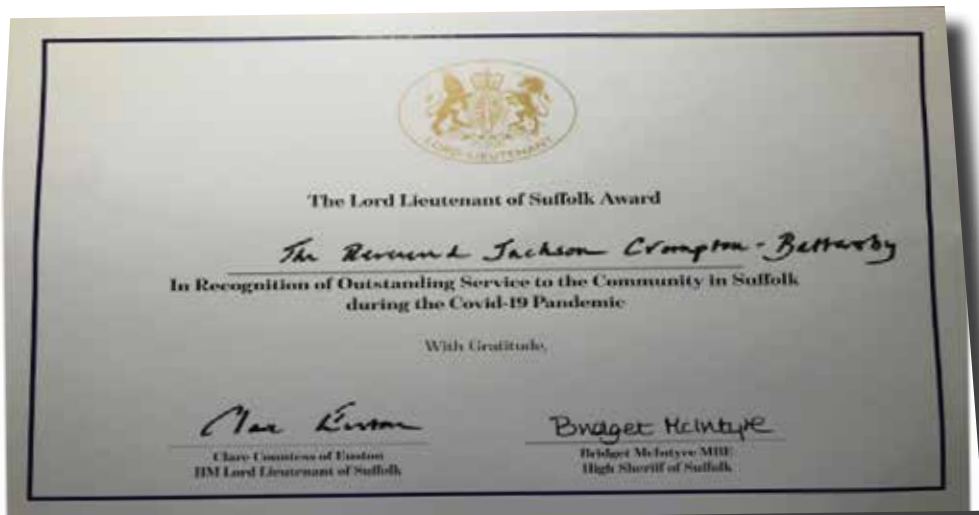 LORD-LIEUTENANT
The Lord Lieutenant of Suffolk Award
The Reverend Jackson Crompton-Battersby
In Recognition of Outstanding Service to the Community in Suffolk
during the Covid-19 Pandemic
With Gratitude,
Clare Euston
Bridget McIntyre
Clare Countess of Euston
HM Lord Lieutenant of Suffolk
Bridget McIntyre MBE
High Sheriff of Suffolk